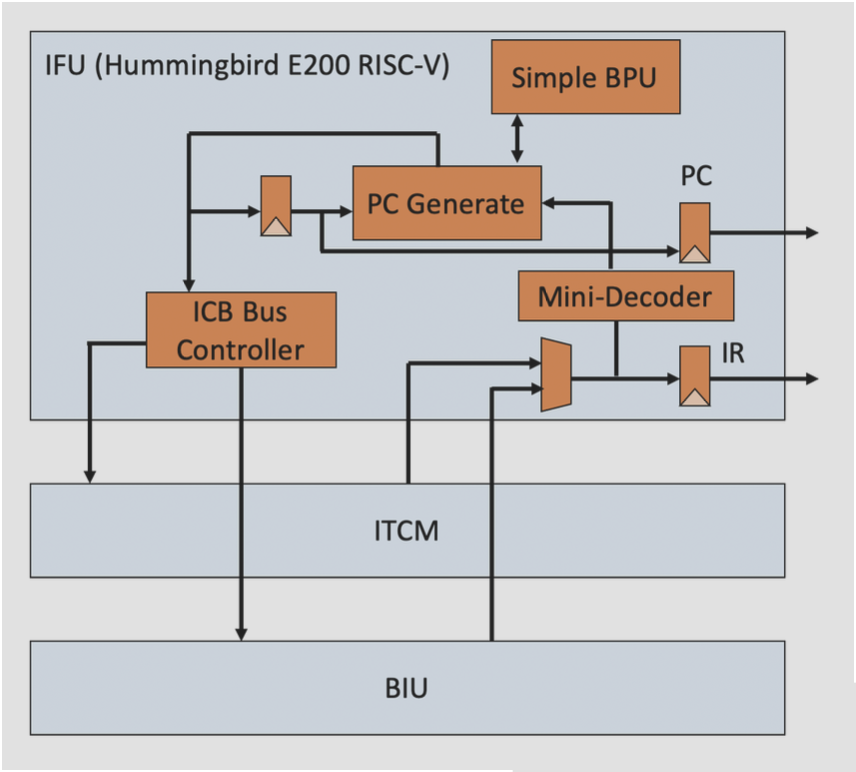 IFU (Hummingbird E200 RISC-V)
Simple BPU
PC Generate
PC
Mini-Decoder
ICB Bus
Controller
IR
ITCM
BIU